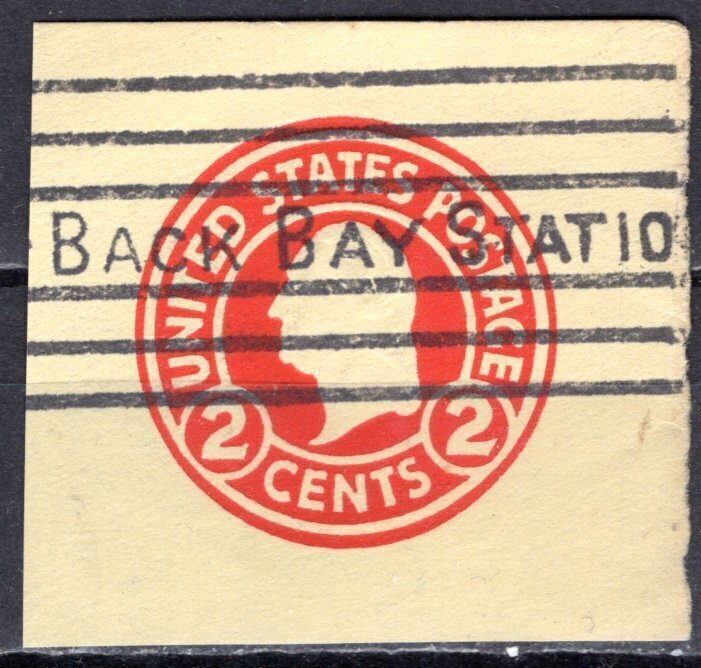 UNITED STATES POSTAGE
BACK BAY STATIO
2 CENTS 2